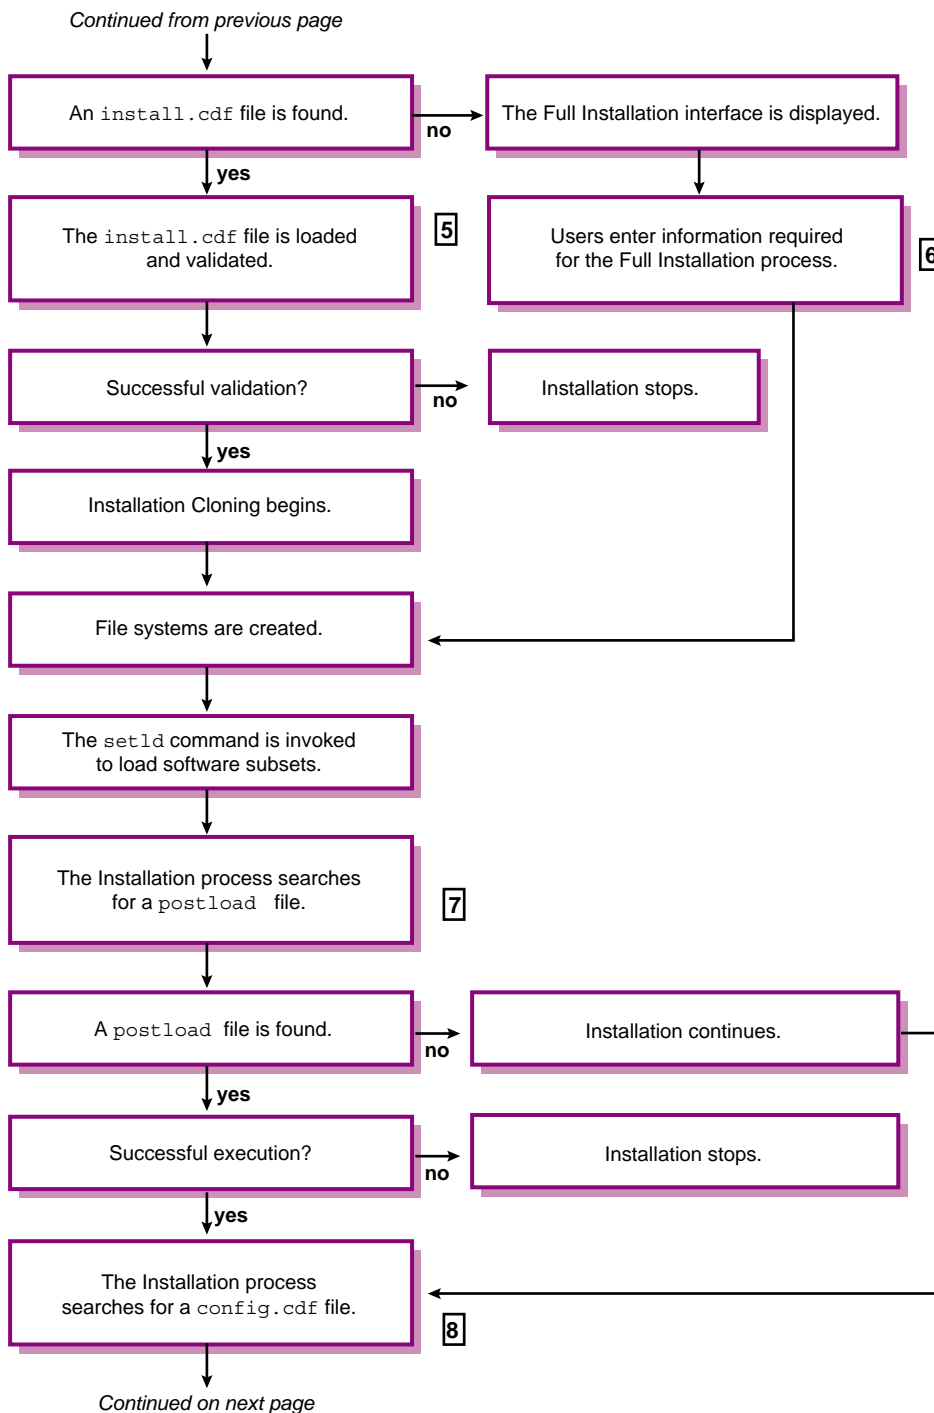 Continued from previous page
An install.cdf file is found.
no
The Full Installation interface is displayed.
yes
The install.cdf file is loaded
and validated.
5
Users enter information required
for the Full Installation process.
6
Successful validation?
no
Installation stops.
yes
Installation Cloning begins.
File systems are created.
The setld command is invoked
to load software subsets.
The Installation process searches
for a postload file.
7
A postload file is found.
no
Installation continues.
yes
Successful execution?
no
Installation stops.
yes
The Installation process
searches for a config.cdf file.
8
Continued on next page